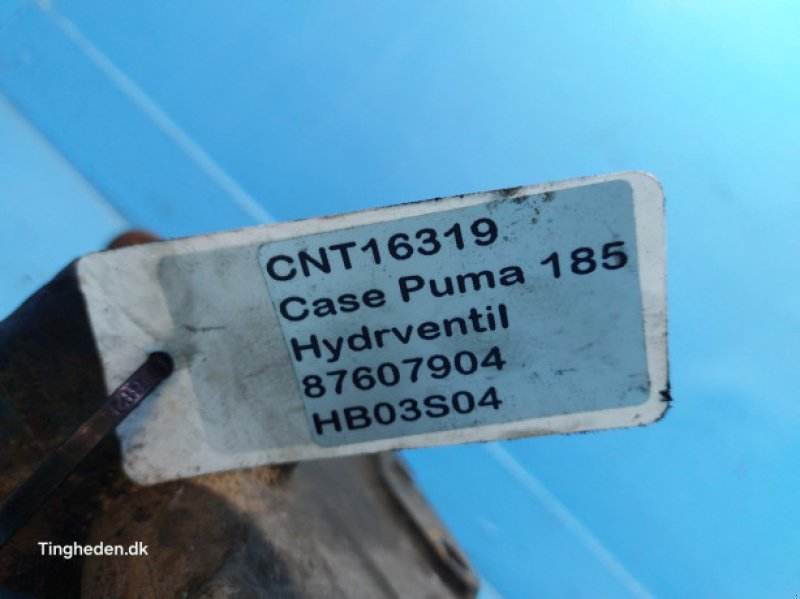 CNT16319
Case Puma 185
Hydrventil
87607904
HB03S04
Tingheden.dk